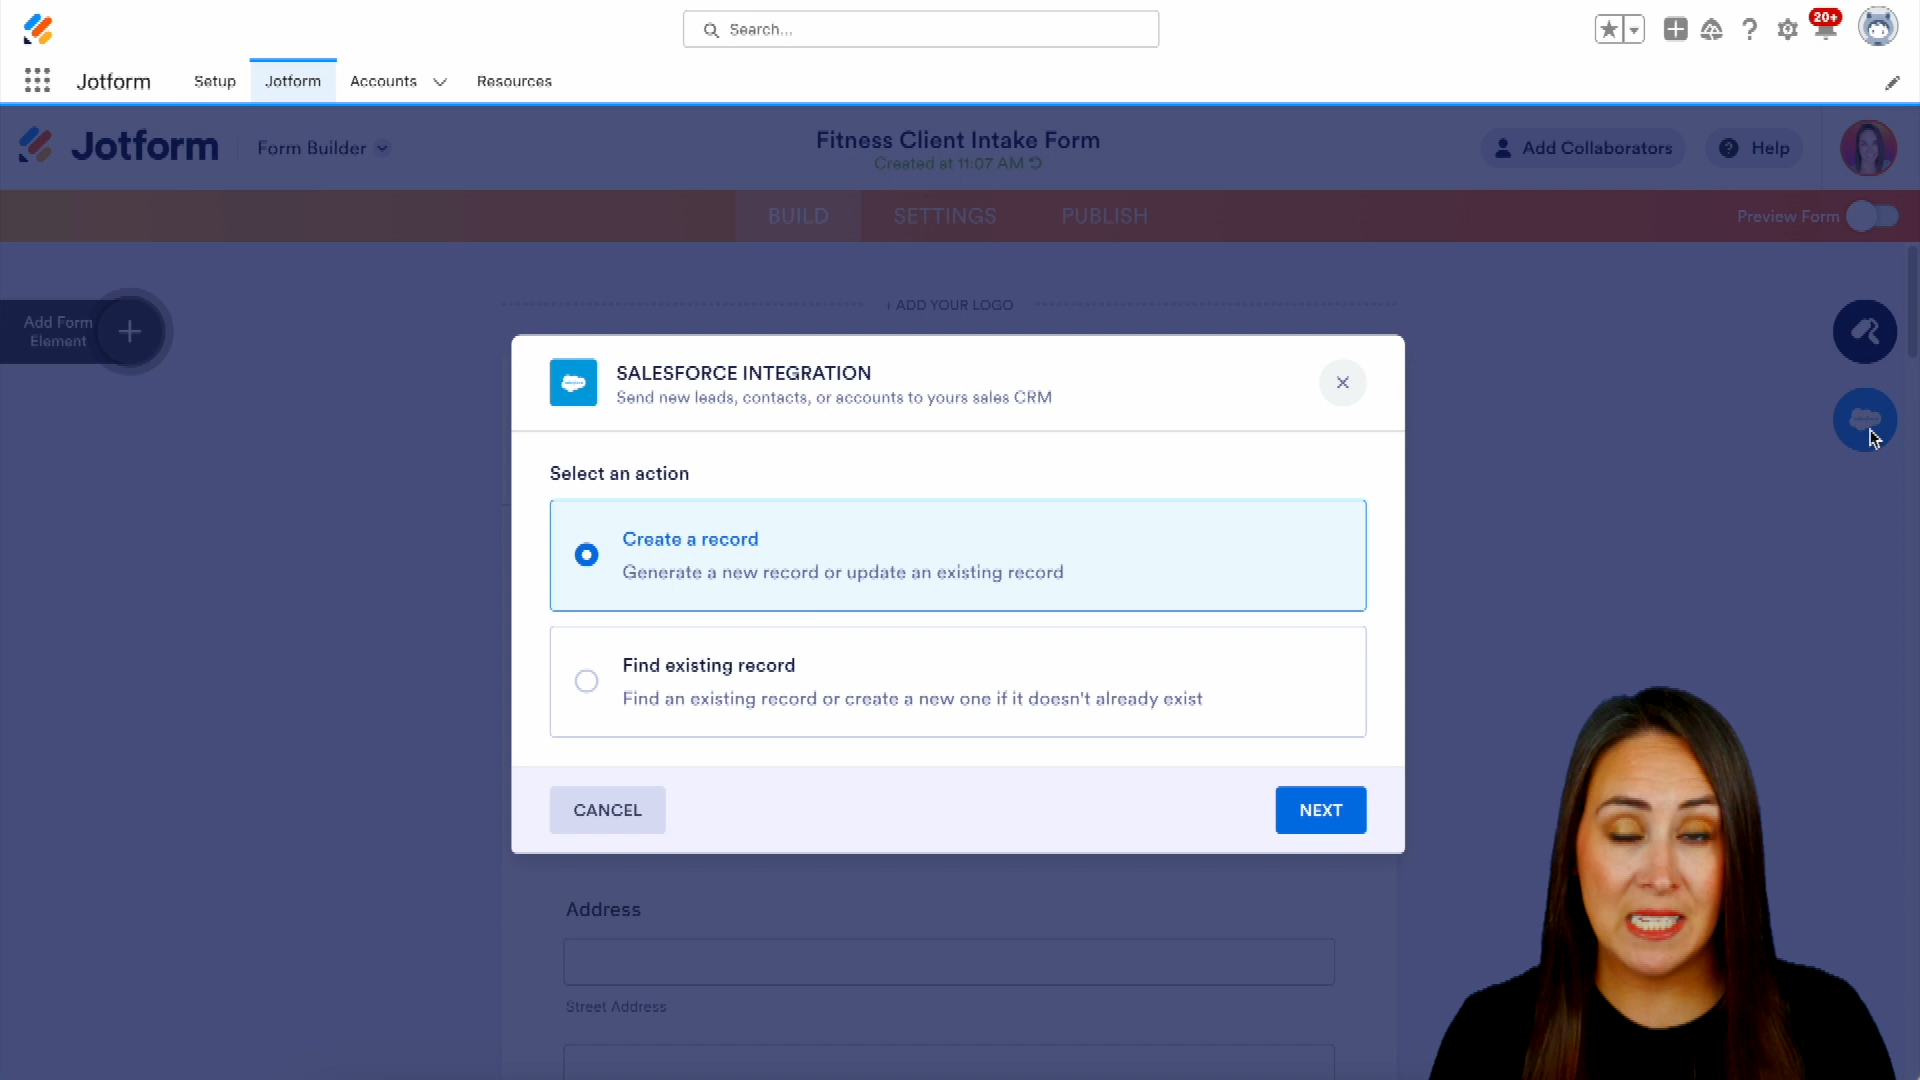 Search...
20+
Jotform
Setup
Jotform
Accounts
Resources
Jotform
Form Builder
Fitness Client Intake Form
Created at 11:07 AM
Add Collaborators
Help
BUILD
SETTINGS
PUBLISH
Preview Form
Add Form
Element
+ ADD YOUR LOGO
SALESFORCE INTEGRATION
Send new leads, contacts, or accounts to yours sales CRM
Select an action
Create a record
Generate a new record or update an existing record
Find existing record
Find an existing record or create a new one if it doesn't already exist
CANCEL
NEXT
Address
Street Address